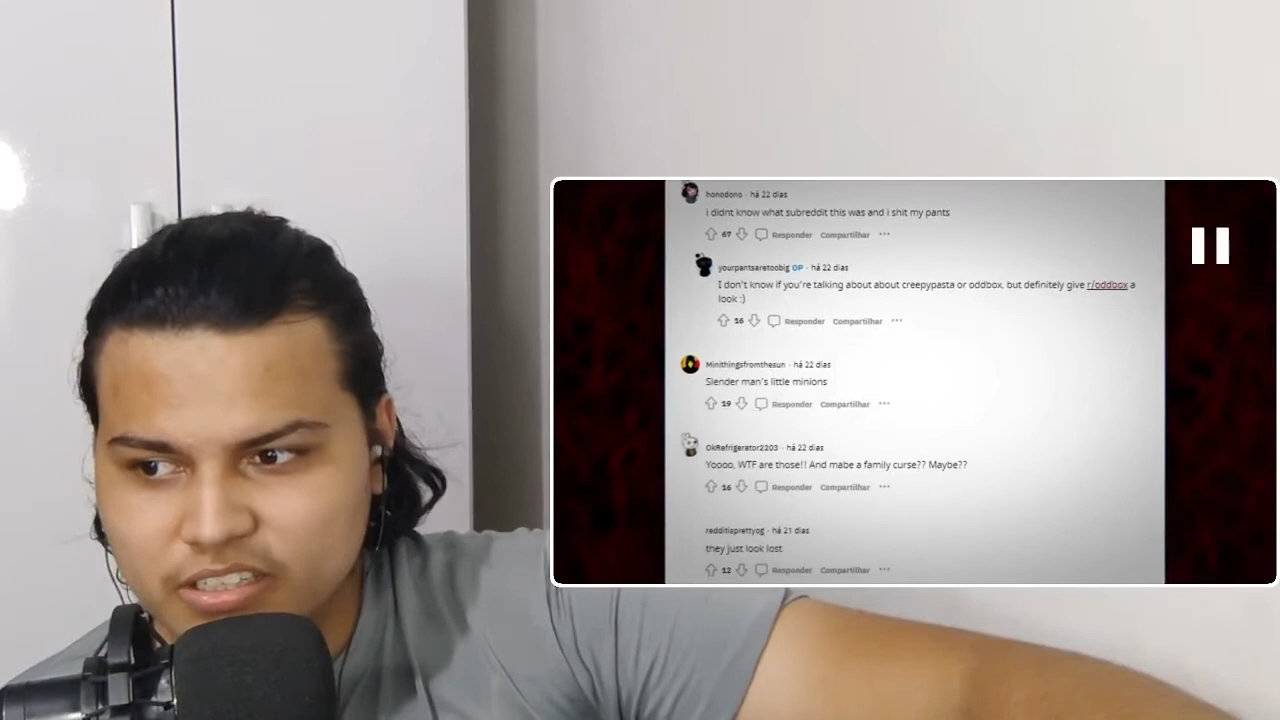 honodono · há 22 dias
i didnt know what subreddit this was and i shit my pants
67 Responder Compartilhar ···
yourpantsaretoobig OP · há 22 dias
I don't know if you're talking about about creepypasta or oddbox, but definitely give r/oddbox a
look :)
16 Responder Compartilhar ···
Minithingsfromthesun · há 22 dias
Slender man's little minions
19 Responder Compartilhar ···
OkRefrigerator2203 · há 22 dias
Yoooo, WTF are those!! And mabe a family curse?? Maybe??
16 Responder Compartilhar ···
redditisprettyog · há 21 dias
they just look lost
12 Responder Compartilhar ···